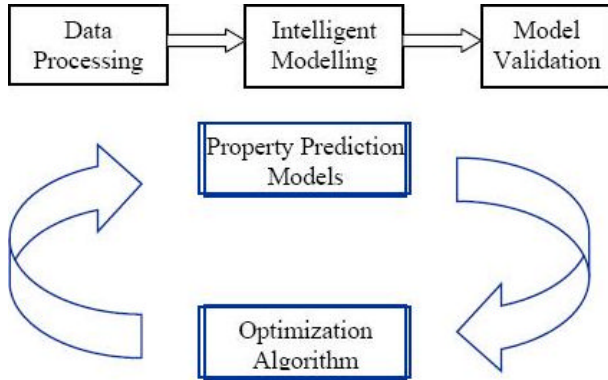 Data
Processing
Intelligent
Modelling
Model
Validation
Property Prediction
Models
Optimization
Algorithm